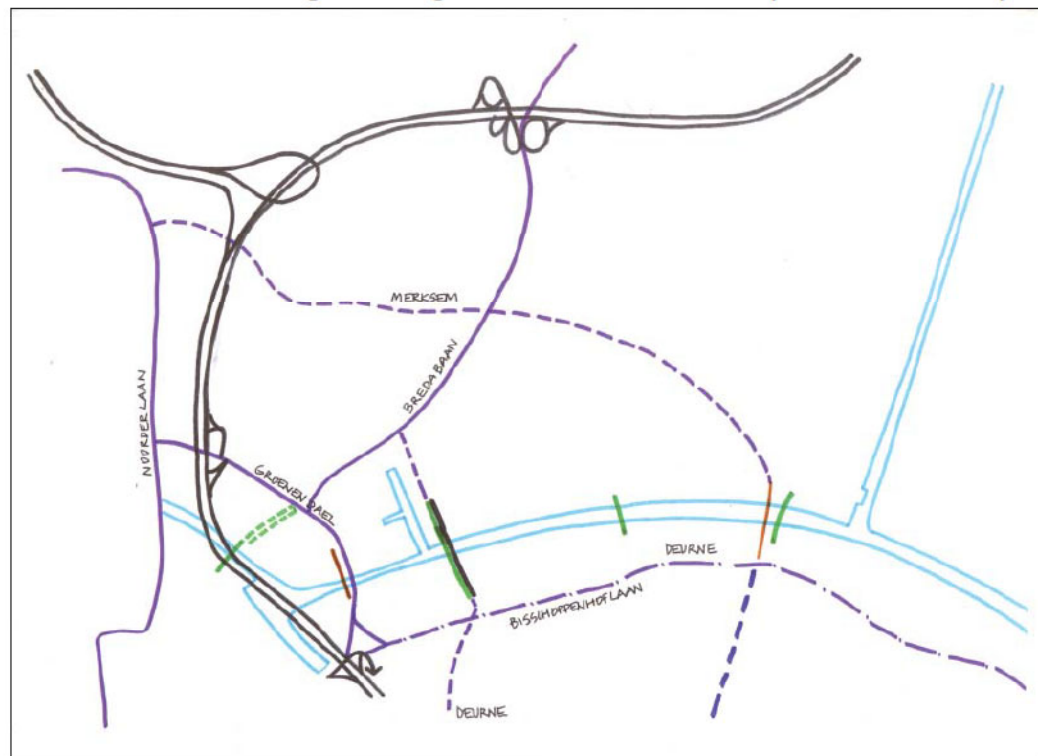 MERKSEM
BREDABAAN
NOORDERLAAN
GROENENDAEL
DEURNE
BISSCHOPPENHOFLAAN
DEURNE